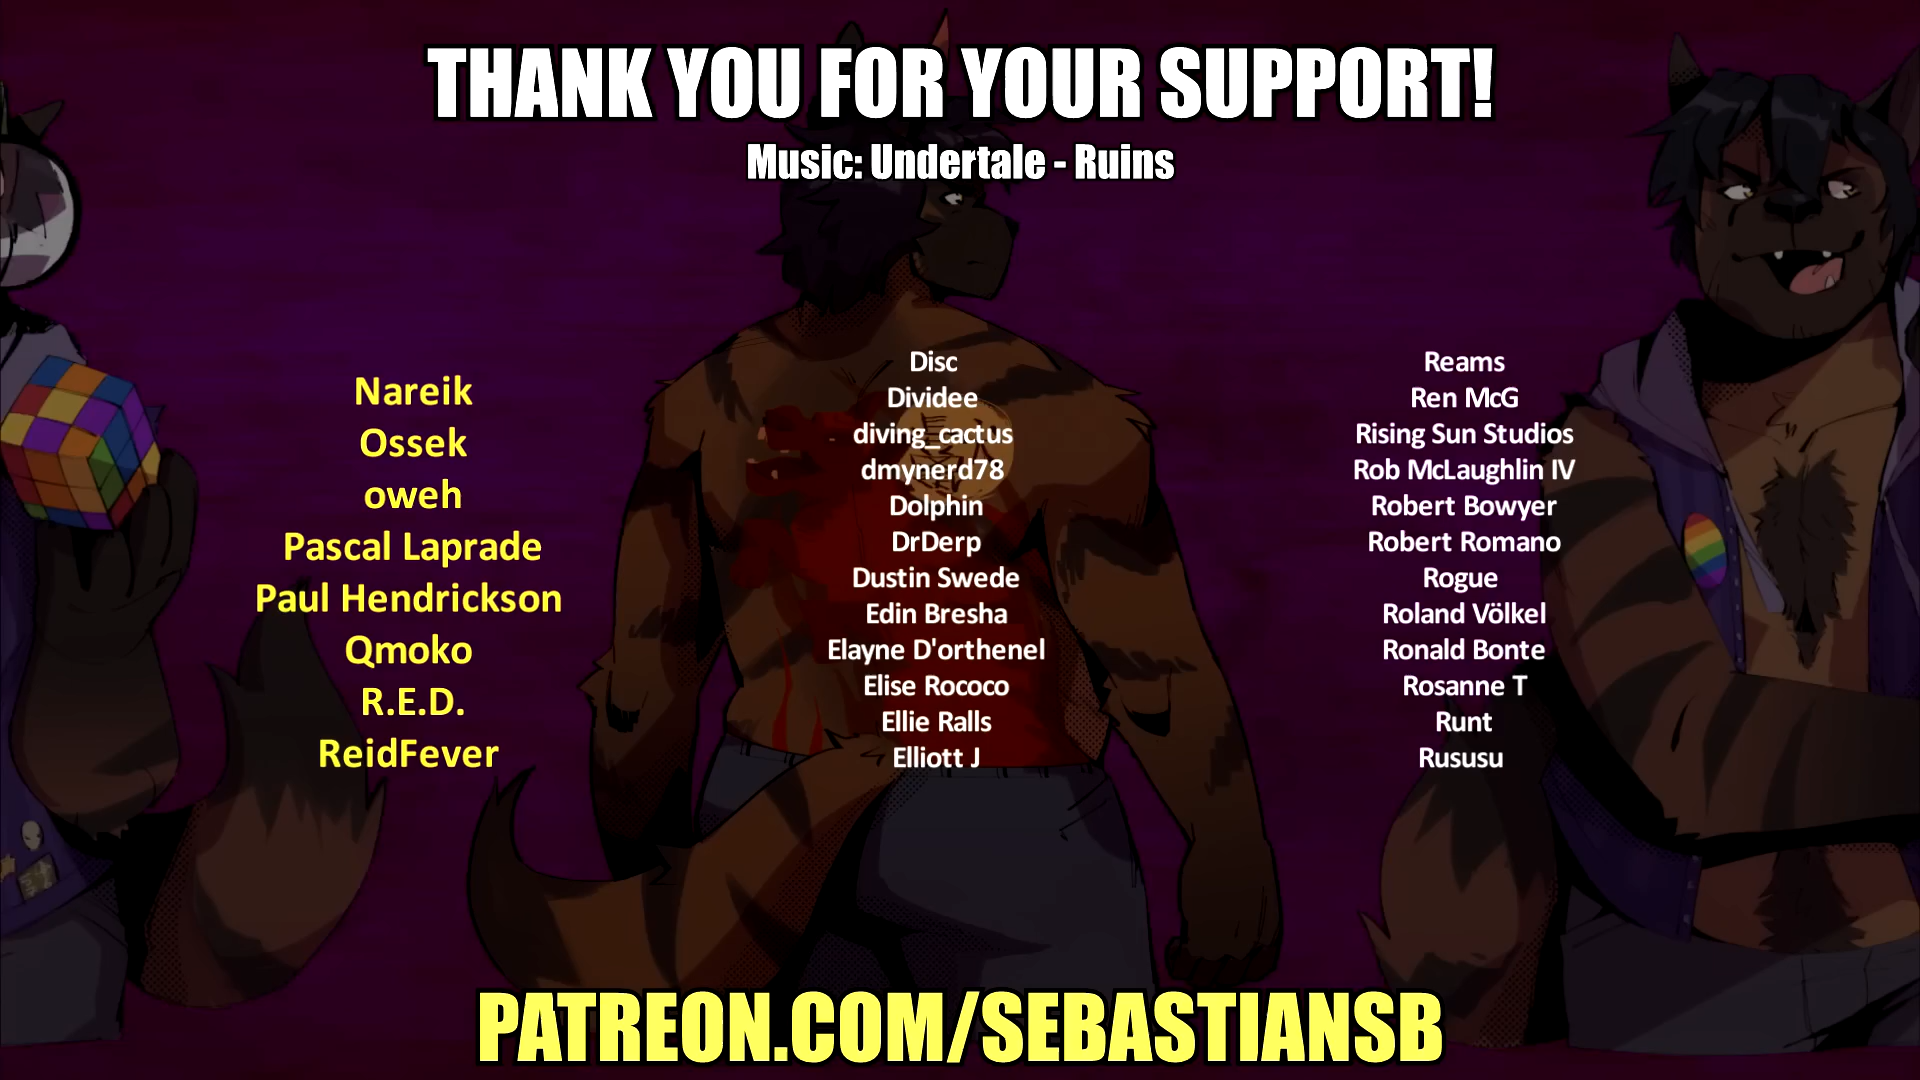 THANK YOU FOR YOUR SUPPORT!
Music: Undertale - Ruins
Nareik
Ossek
oweh
Pascal Laprade
Paul Hendrickson
Qmoko
R.E.D.
ReidFever
Disc
Dividee
diving_cactus
dmynerd78
Dolphin
DrDerp
Dustin Swede
Edin Bresha
Elayne D'orthenel
Elise Rococo
Ellie Ralls
Elliott J
Reams
Ren McG
Rising Sun Studios
Rob McLaughlin IV
Robert Bowyer
Robert Romano
Rogue
Roland Völkel
Ronald Bonte
Rosanne T
Runt
Rususu
PATREON.COM/SEBASTIANSB